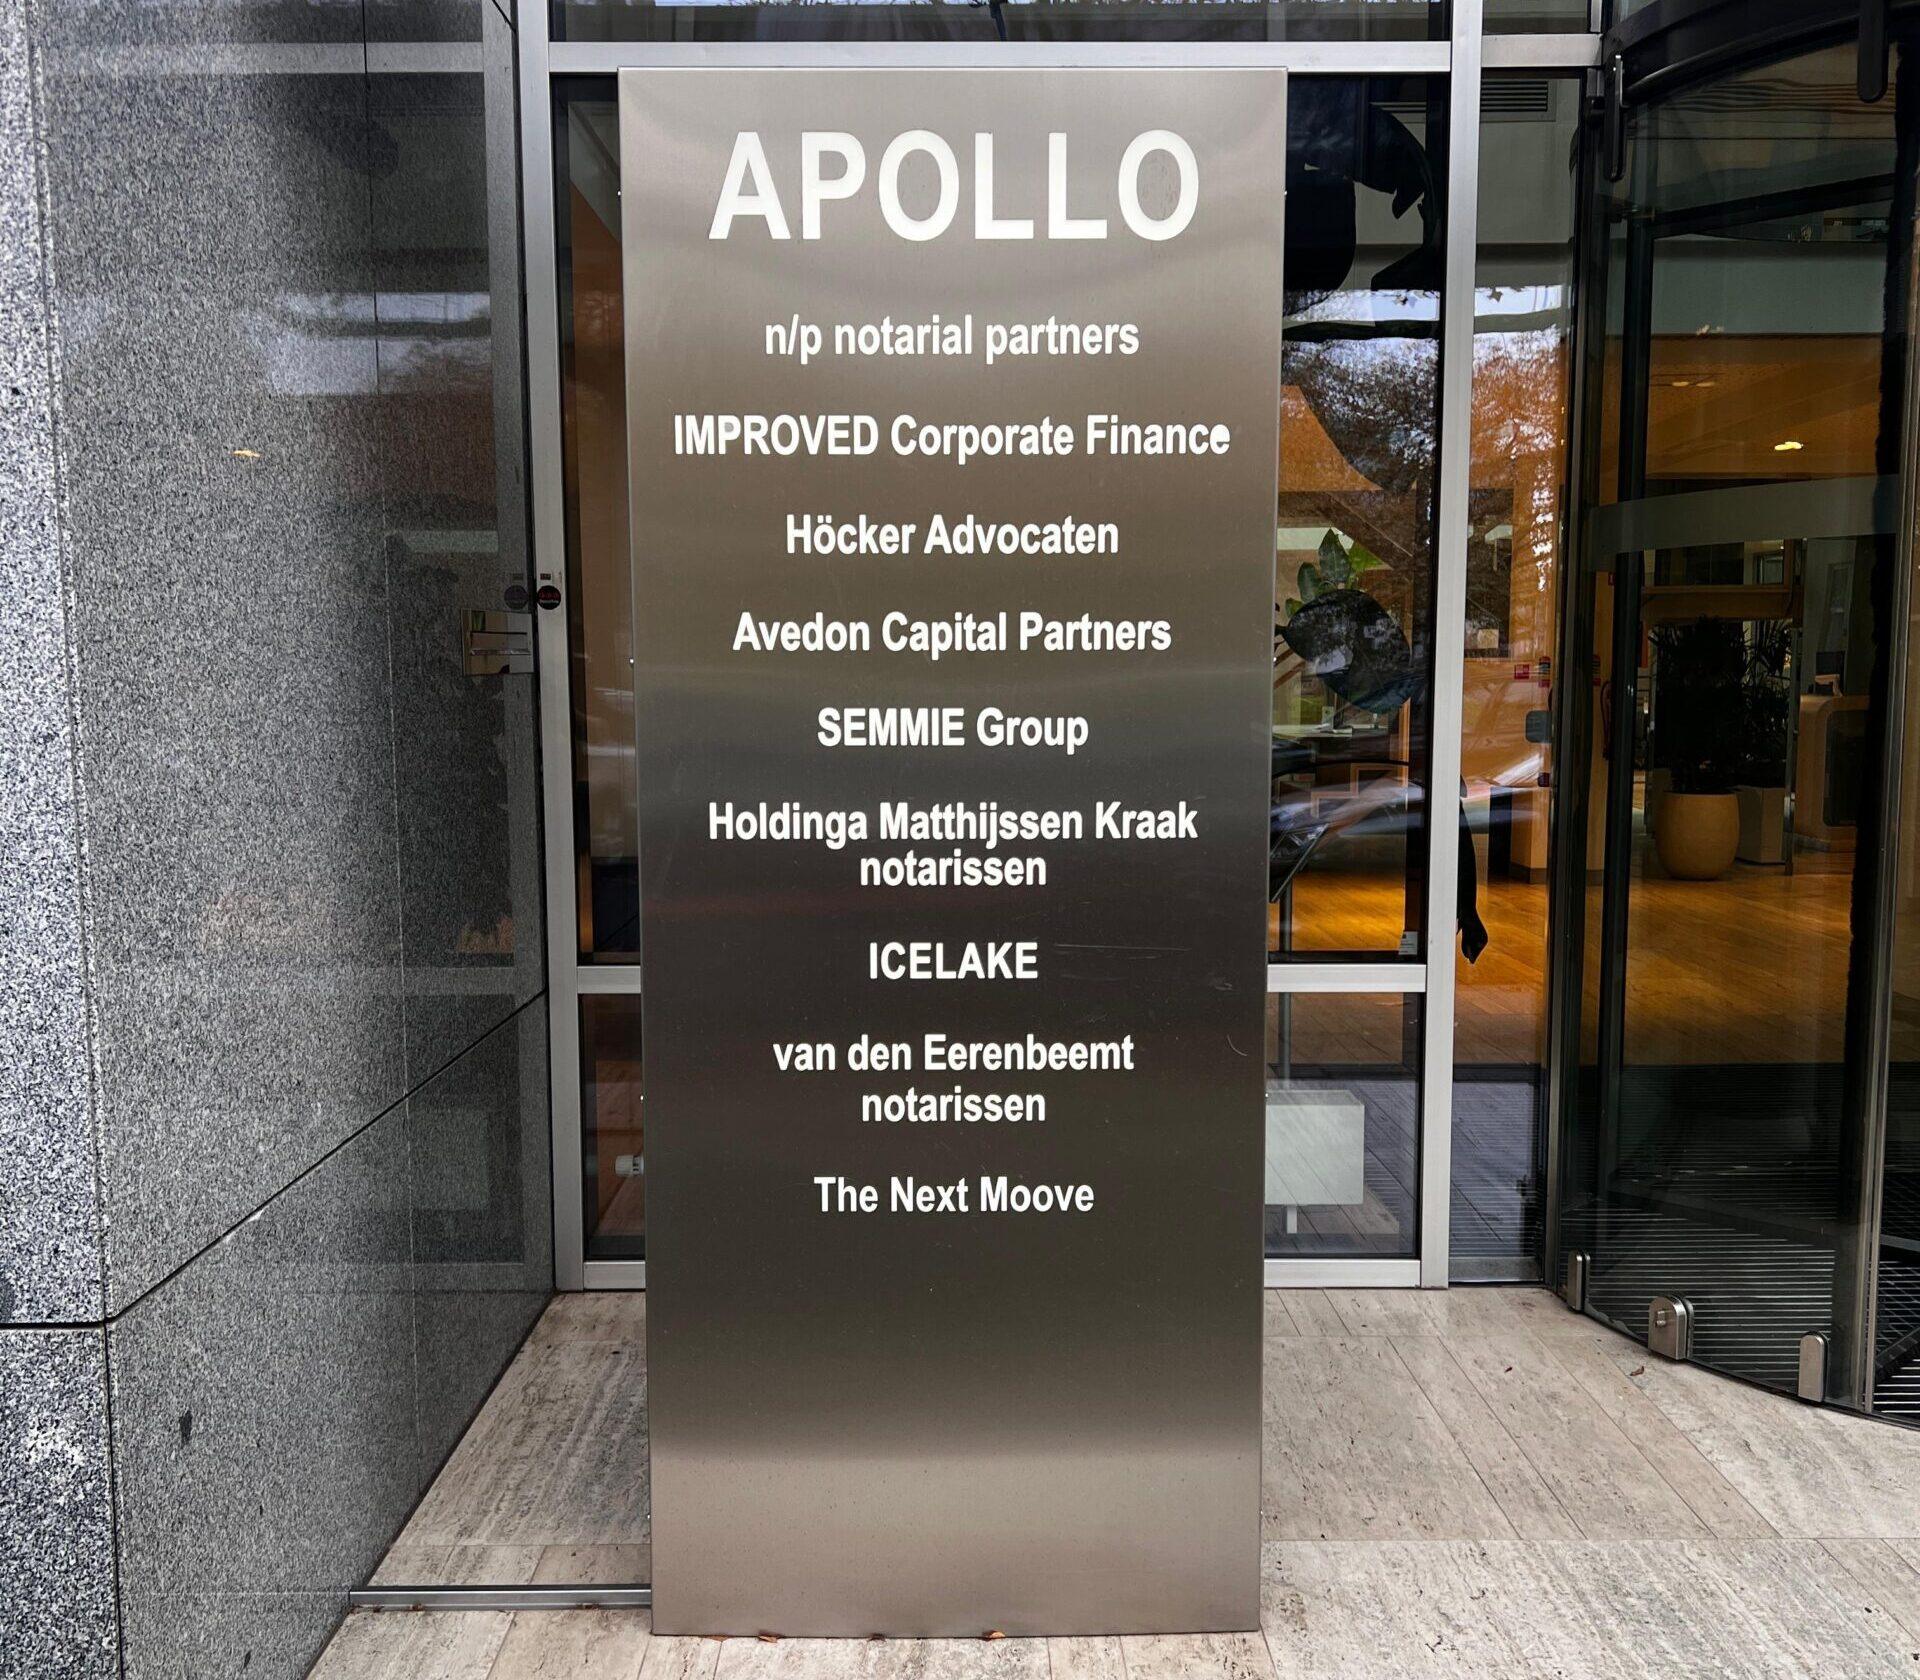 APOLLO
n/p notarial partners
IMPROVED Corporate Finance
Höcker Advocaten
Avedon Capital Partners
SEMMIE Group
Holdinga Matthijssen Kraak
notarissen
ICELAKE
van den Eerenbeemt
notarissen
The Next Moove